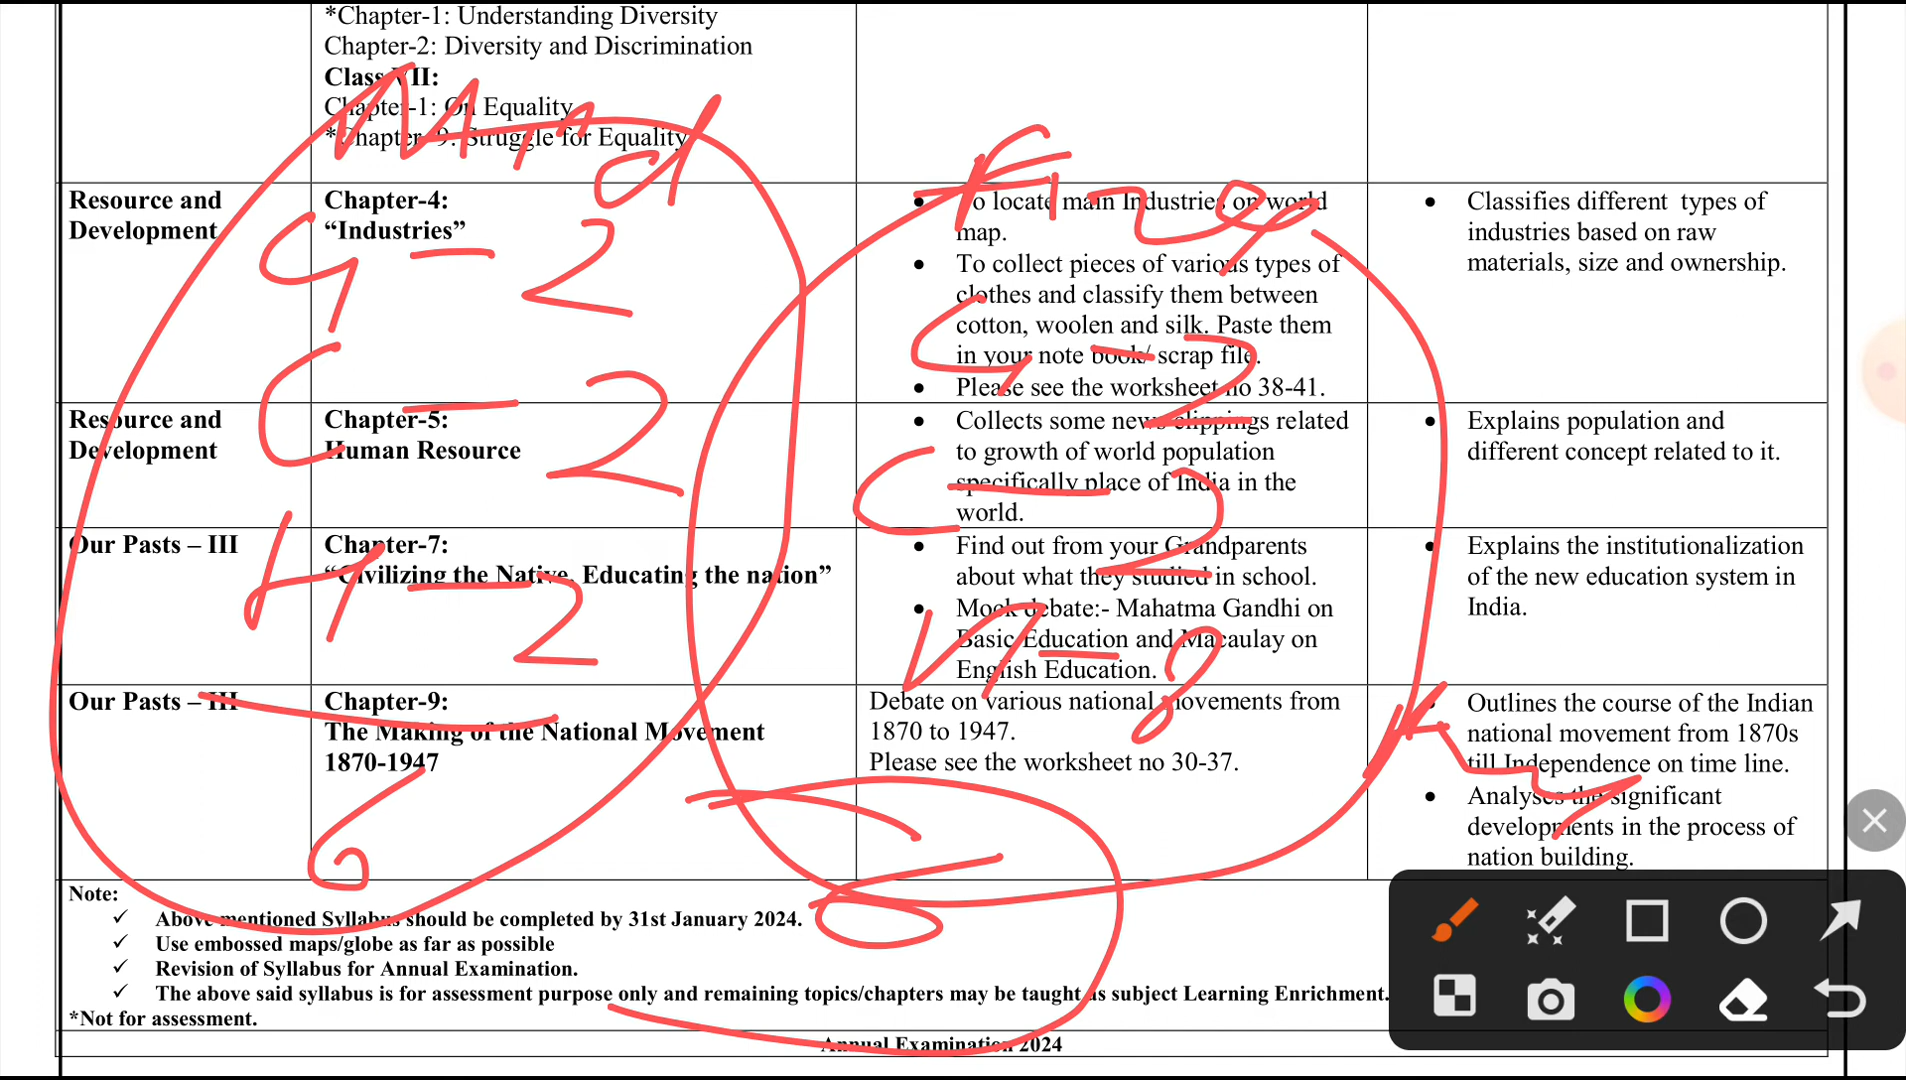 *Chapter-1: Understanding Diversity
Chapter-2: Diversity and Discrimination
Class VII:
Chapter-1: On Equality
*Chapter-9: Struggle for Equality
Resource and Development
Chapter-4:
“Industries”
To locate main Industries on world
map.
To collect pieces of various types of
clothes and classify them between
cotton, woolen and silk. Paste them
in your note book/ scrap file.
Please see the worksheet no 38-41.
Classifies different types of
industries based on raw
materials, size and ownership.
Resource and Development
Chapter-5:
Human Resource
Collects some news clippings related
to growth of world population
specifically place of India in the
world.
Explains population and
different concept related to it.
Our Pasts – III
Chapter-7:
“Civilizing the Native, Educating the nation”
Find out from your Grandparents
about what they studied in school.
Mock debate:- Mahatma Gandhi on
Basic Education and Macaulay on
English Education.
Explains the institutionalization
of the new education system in
India.
Our Pasts – III
Chapter-9:
The Making of the National Movement
1870-1947
Debate on various national movements from
1870 to 1947.
Please see the worksheet no 30-37.
Outlines the course of the Indian
national movement from 1870s
till Independence on time line.
Analyses the significant
developments in the process of
nation building.
Note:
✓ Above mentioned Syllabus should be completed by 31st January 2024.
✓ Use embossed maps/globe as far as possible
✓ Revision of Syllabus for Annual Examination.
✓ The above said syllabus is for assessment purpose only and remaining topics/chapters may be taught as subject Learning Enrichment.
*Not for assessment.
Annual Examination 2024
G – 2
C – 2
H – 2
6
G – 2
C – 2